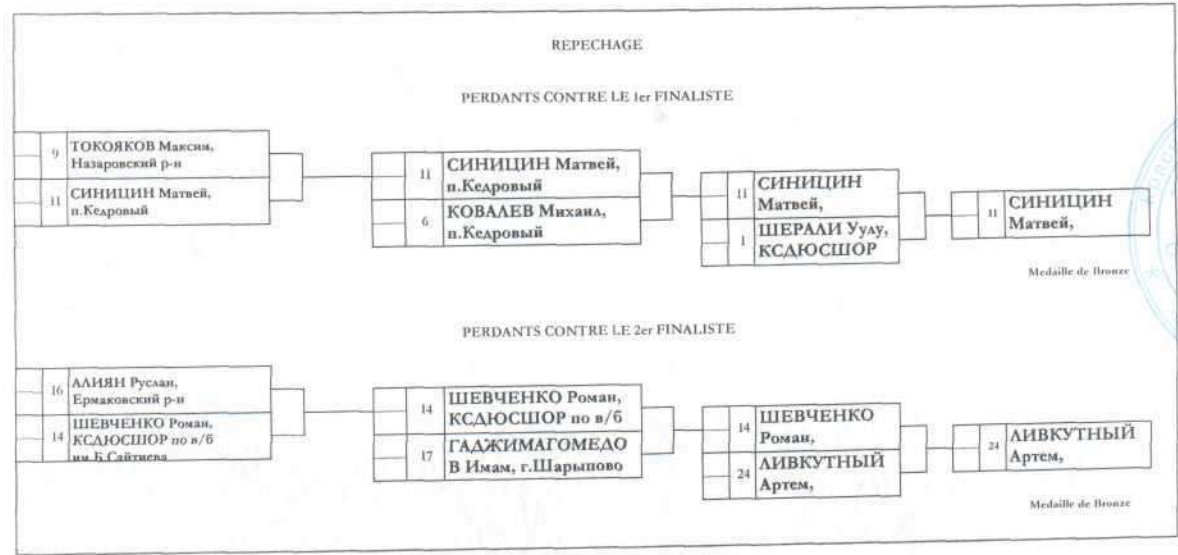 REPECHAGE
PERDANTS CONTRE LE 1er FINALISTE
9
ТОКОЯКОВ Максим,
Назаровский р-н
11
СИНИЦИН Матвей,
п.Кедровый
11
СИНИЦИН Матвей,
п.Кедровый
6
КОВАЛЕВ Михаил,
п.Кедровый
11
СИНИЦИН
Матвей,
1
ШЕРАЛИ Уулу,
КСДЮСШОР
11
СИНИЦИН
Матвей,
Medaille de Bronze
PERDANTS CONTRE LE 2er FINALISTE
16
АЛИЯН Руслан,
Ермаковский р-н
14
ШЕВЧЕНКО Роман,
КСДЮСШОР по в/б
им.Б.Сайтиева
14
ШЕВЧЕНКО Роман,
КСДЮСШОР по в/б
17
ГАДЖИМАГОМЕДО
В Имам, г.Шарыпово
14
ШЕВЧЕНКО
Роман,
24
ЛИВКУТНЫЙ
Артем,
24
ЛИВКУТНЫЙ
Артем,
Medaille de Bronze